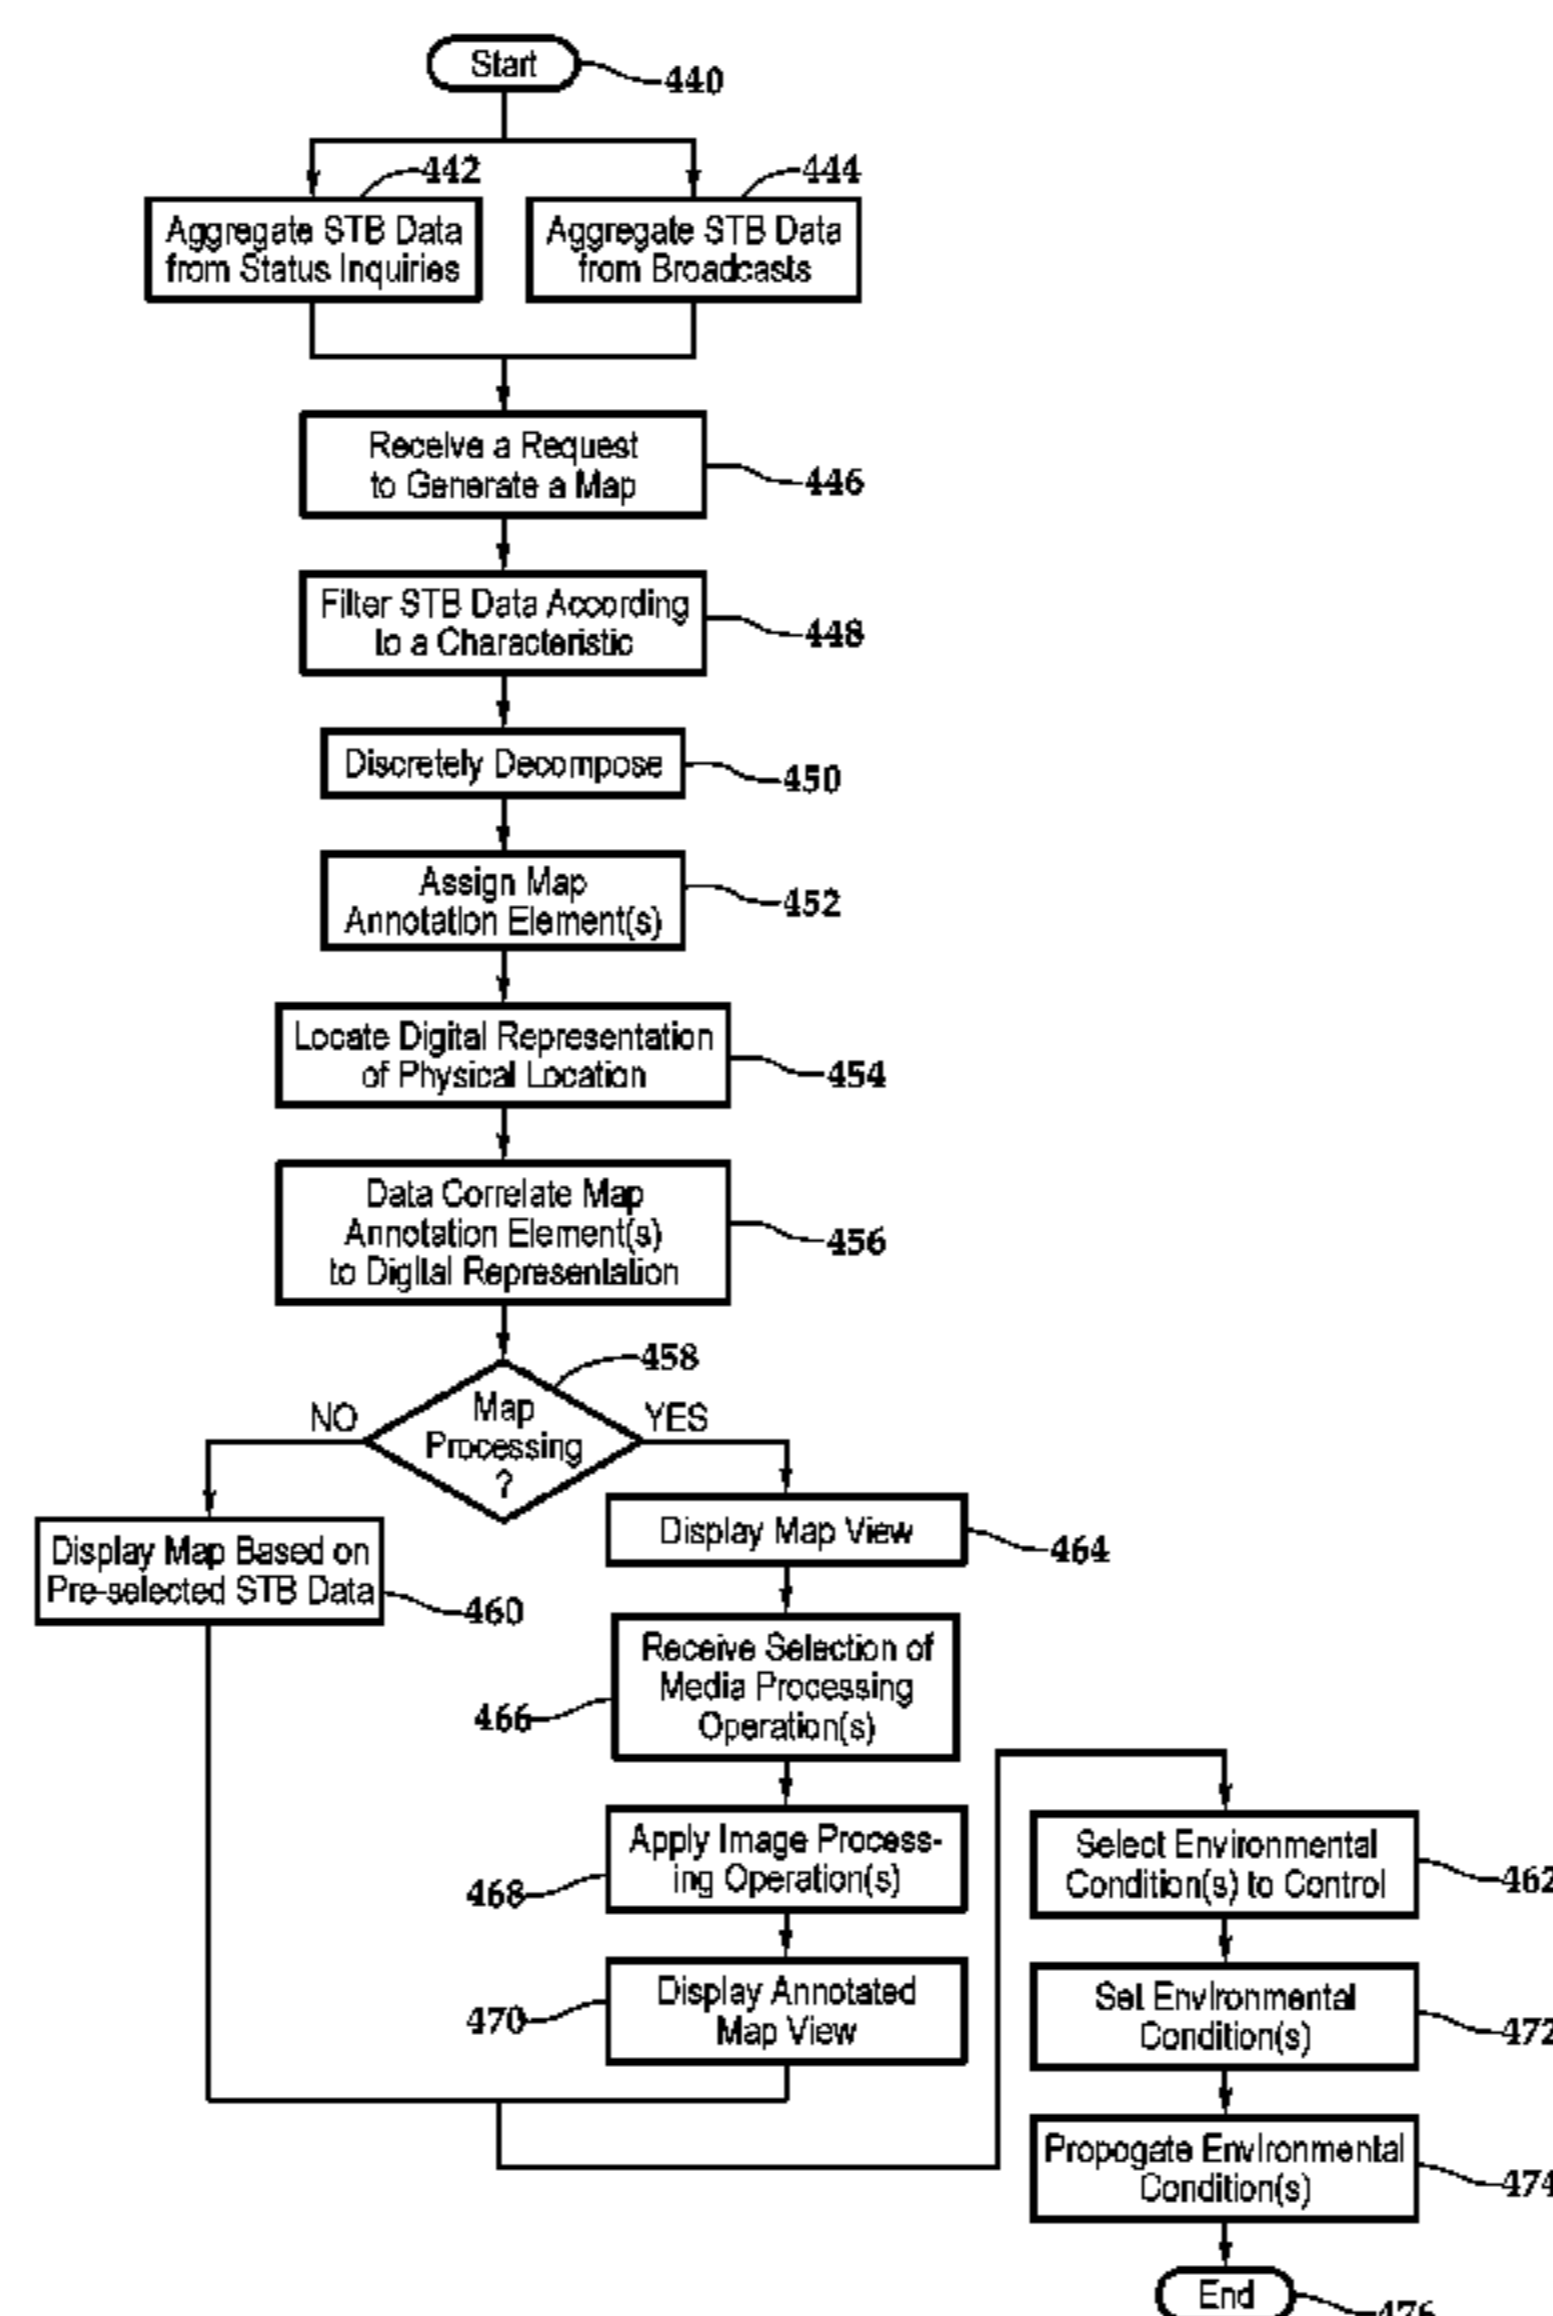 Start
440
442
444
Aggregate STB Data
from Status Inquiries
Aggregate STB Data
from Broadcasts
Receive a Request
to Generate a Map
446
Filter STB Data According
to a Characteristic
448
Discretely Decompose
450
Assign Map
Annotation Element(s)
452
Locate Digital Representation
of Physical Location
454
Data Correlate Map
Annotation Element(s)
to Digital Representation
456
458
NO
Map
Processing
?
YES
Display Map Based on
Pre-selected STB Data
460
Display Map View
464
Receive Selection of
Media Processing
Operation(s)
466
Apply Image Process-
ing Operation(s)
468
Display Annotated
Map View
470
Select Environmental
Condition(s) to Control
462
Set Environmental
Condition(s)
472
Propogate Environmental
Condition(s)
474
End
476